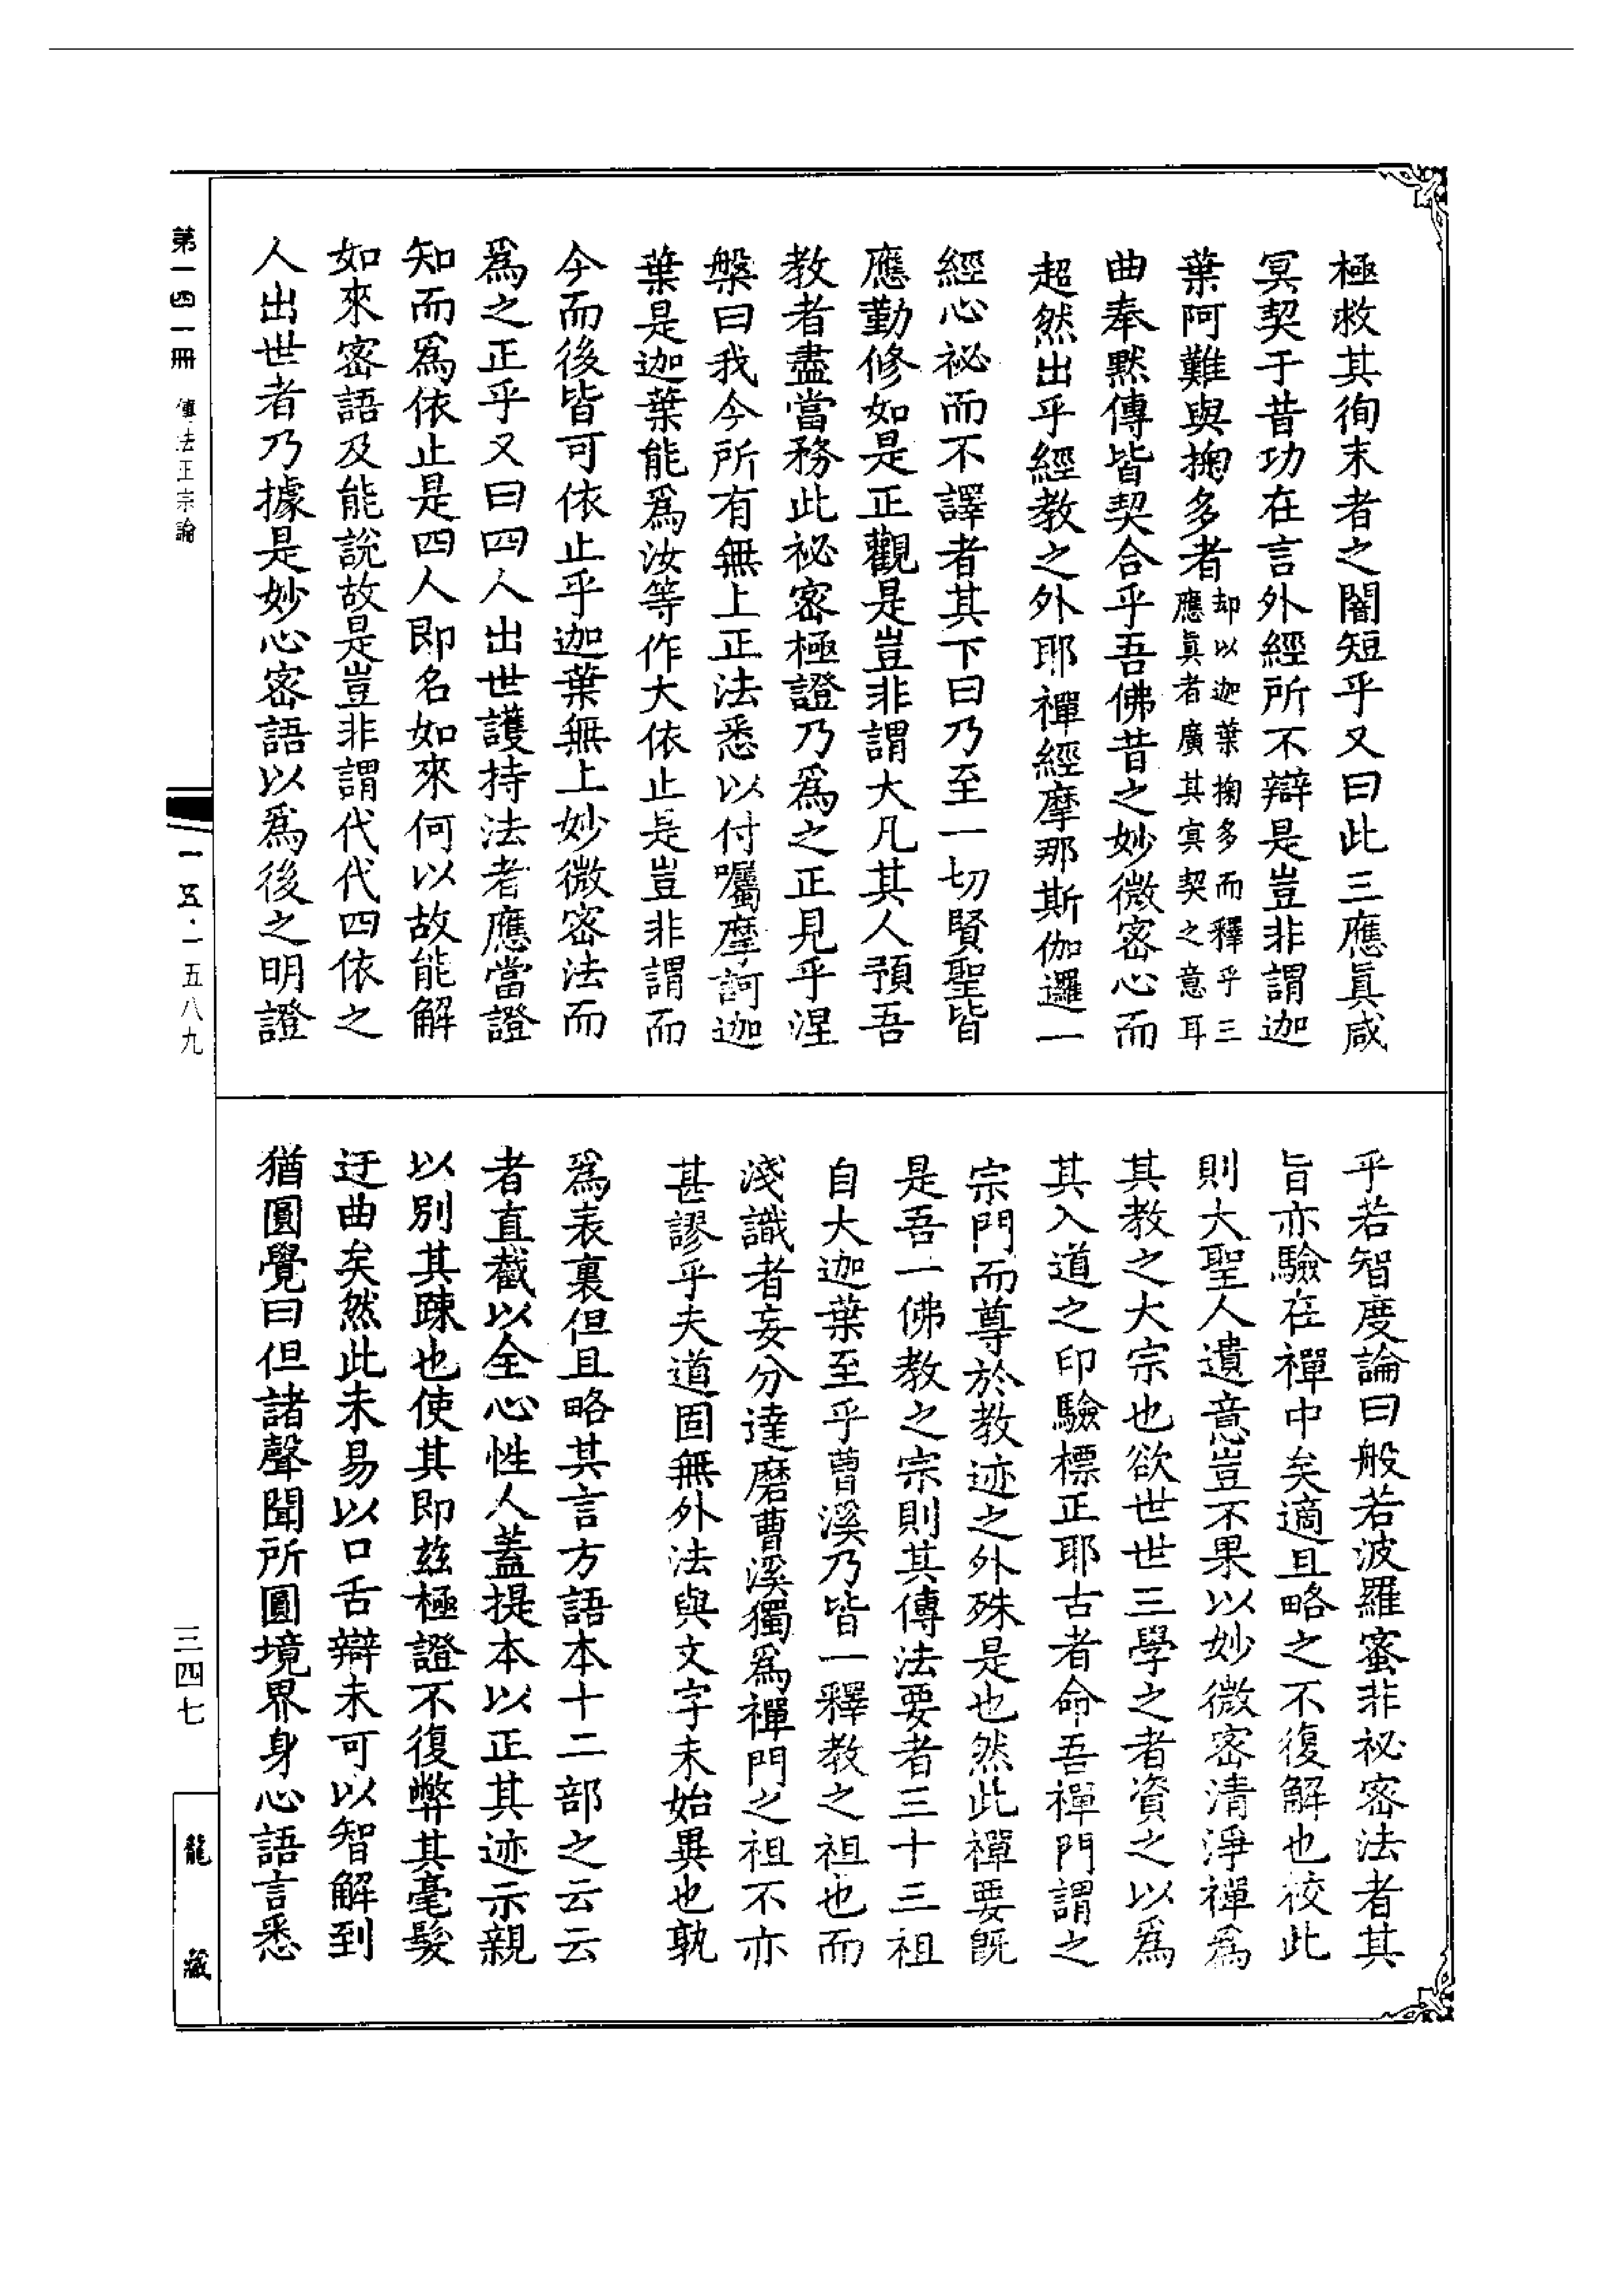 極救其徇末者之闇短乎又曰此三應眞咸
冥契于昔功在言外經所不辯是豈非謂迦
葉阿難與掬多者却以迦葉掬多而釋乎三應眞者廣其㝠契之意耳
曲奉黙傳皆契合乎吾佛昔之妙微密心而
超然出乎經教之外耶禪經摩那斯伽邏一
經心祕而不譯者其下曰乃至一切賢聖皆
應勤修如是正觀是豈非謂大凡其人預吾
教者盡當務此祕密極證乃爲之正見乎涅
槃曰我今所有無上正法悉以付囑摩訶迦
葉是迦葉能爲汝等作大依止是豈非謂而
今而後皆可依止乎迦葉無上妙微密法而
爲之正乎又曰四人出世護持法者應當證
知而爲依止是四人即名如來何以故能解
如來密語及能說故是豈非謂代代四依之
人出世者乃據是妙心密語以爲後之明證
乎若智度論曰般若波羅蜜非祕密法者其
旨亦驗在禪中矣適且略之不復解也校此
則大聖人遺意豈不果以妙微密清淨禪爲
其教之大宗也欲世世三學之者資之以爲
其入道之印驗標正耶古者命吾禪門謂之
宗門而尊於教迹之外殊是也然此禪要旣
是吾一佛教之宗則其傳法要者三十三祖
自大迦葉至乎曹溪乃皆一釋教之祖也而
淺識者妄分達磨曹溪獨爲禪門之祖不亦
甚謬乎夫道固無外法與文字未始異也孰
爲表裏但且略其言方語本十二部之云云
者直截以全心性人蓋提本以正其迹示親
以別其踈也使其即兹極證不復弊其毫髮
迂曲矣然此未易以口舌辯未可以智解到
猶圓覺曰但諸聲聞所圓境界身心語言悉
第一四一冊 傳法正宗論
一五·一五八九
三四七
龍藏